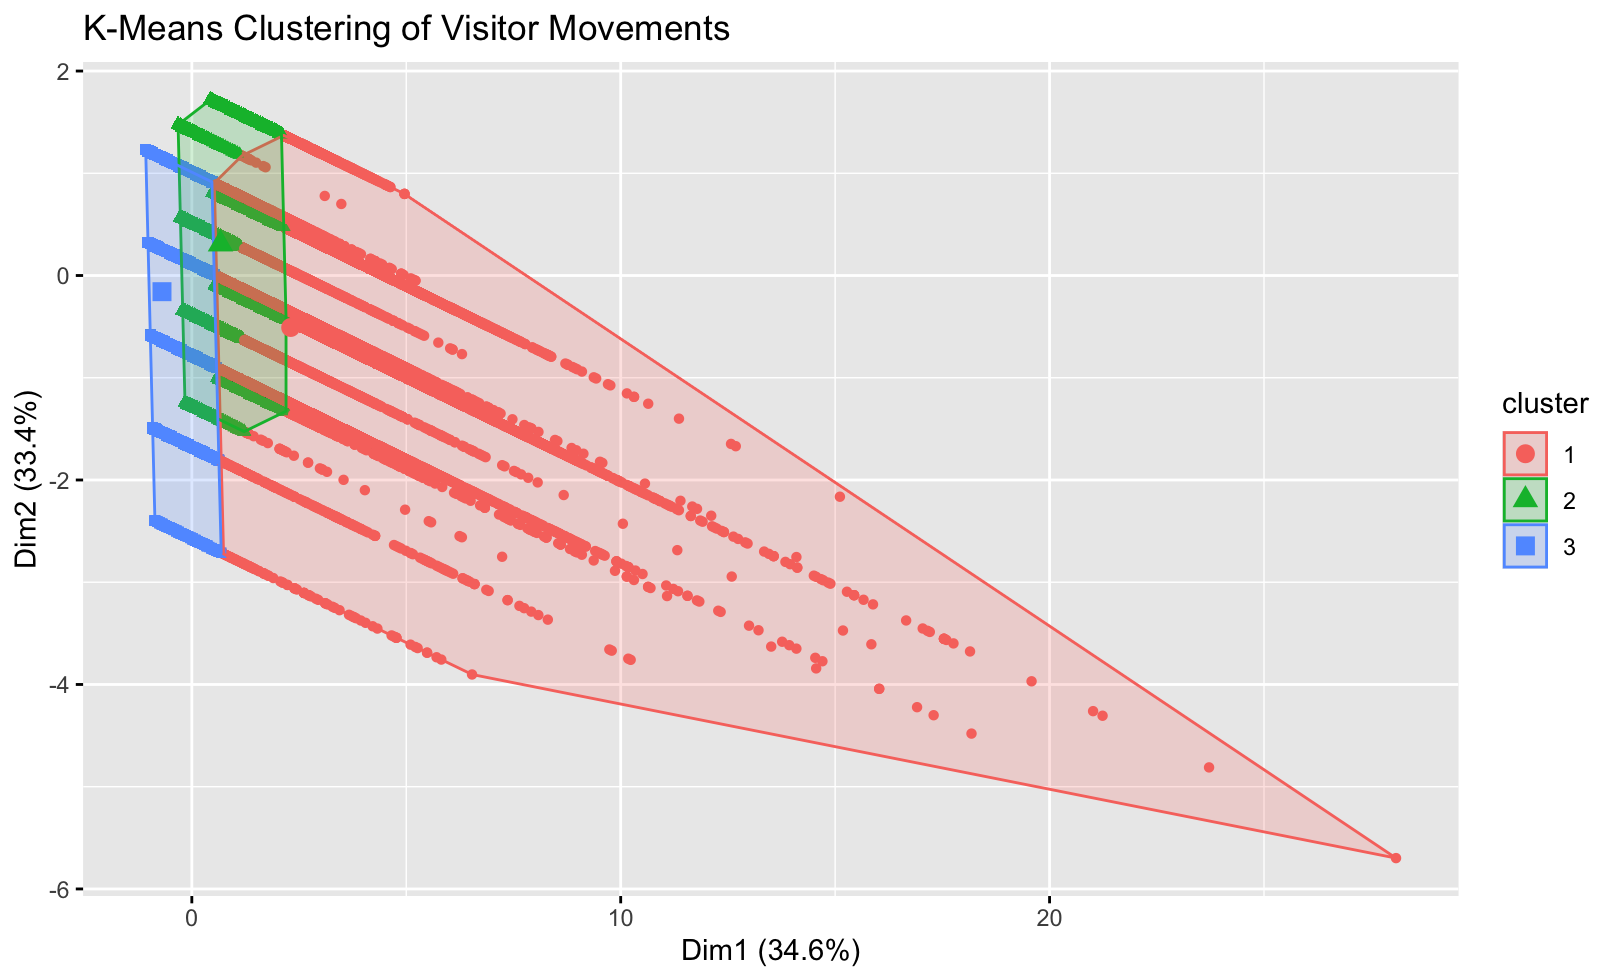 K-Means Clustering of Visitor Movements
2
0
-2
-4
-6
Dim2 (33.4%)
0
10
20
Dim1 (34.6%)
cluster
1
2
3